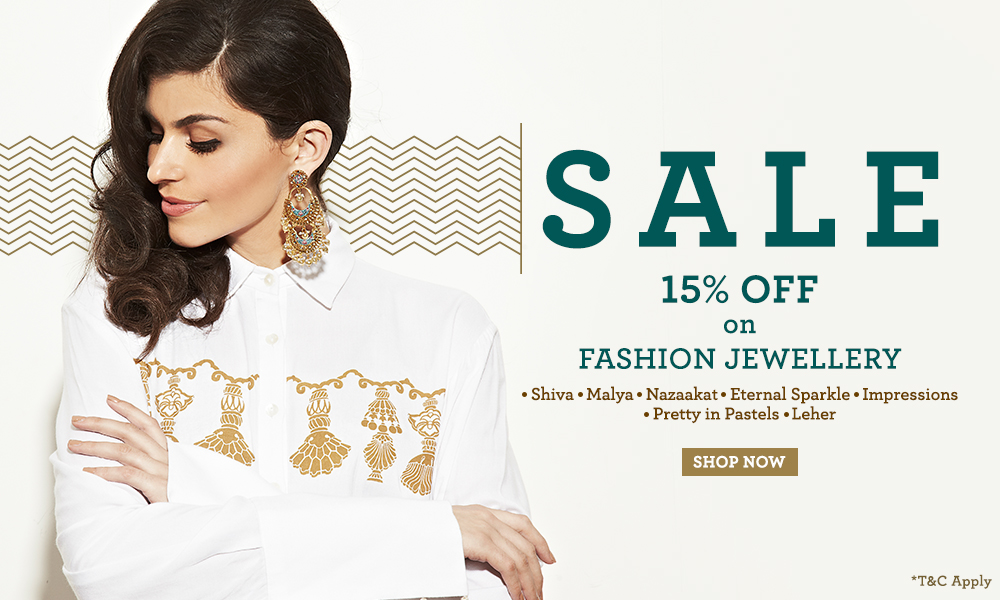 SALE
15% OFF
on
FASHION JEWELLERY
• Shiva • Malya • Nazaakat • Eternal Sparkle • Impressions
• Pretty in Pastels • Leher
SHOP NOW
*T&C Apply